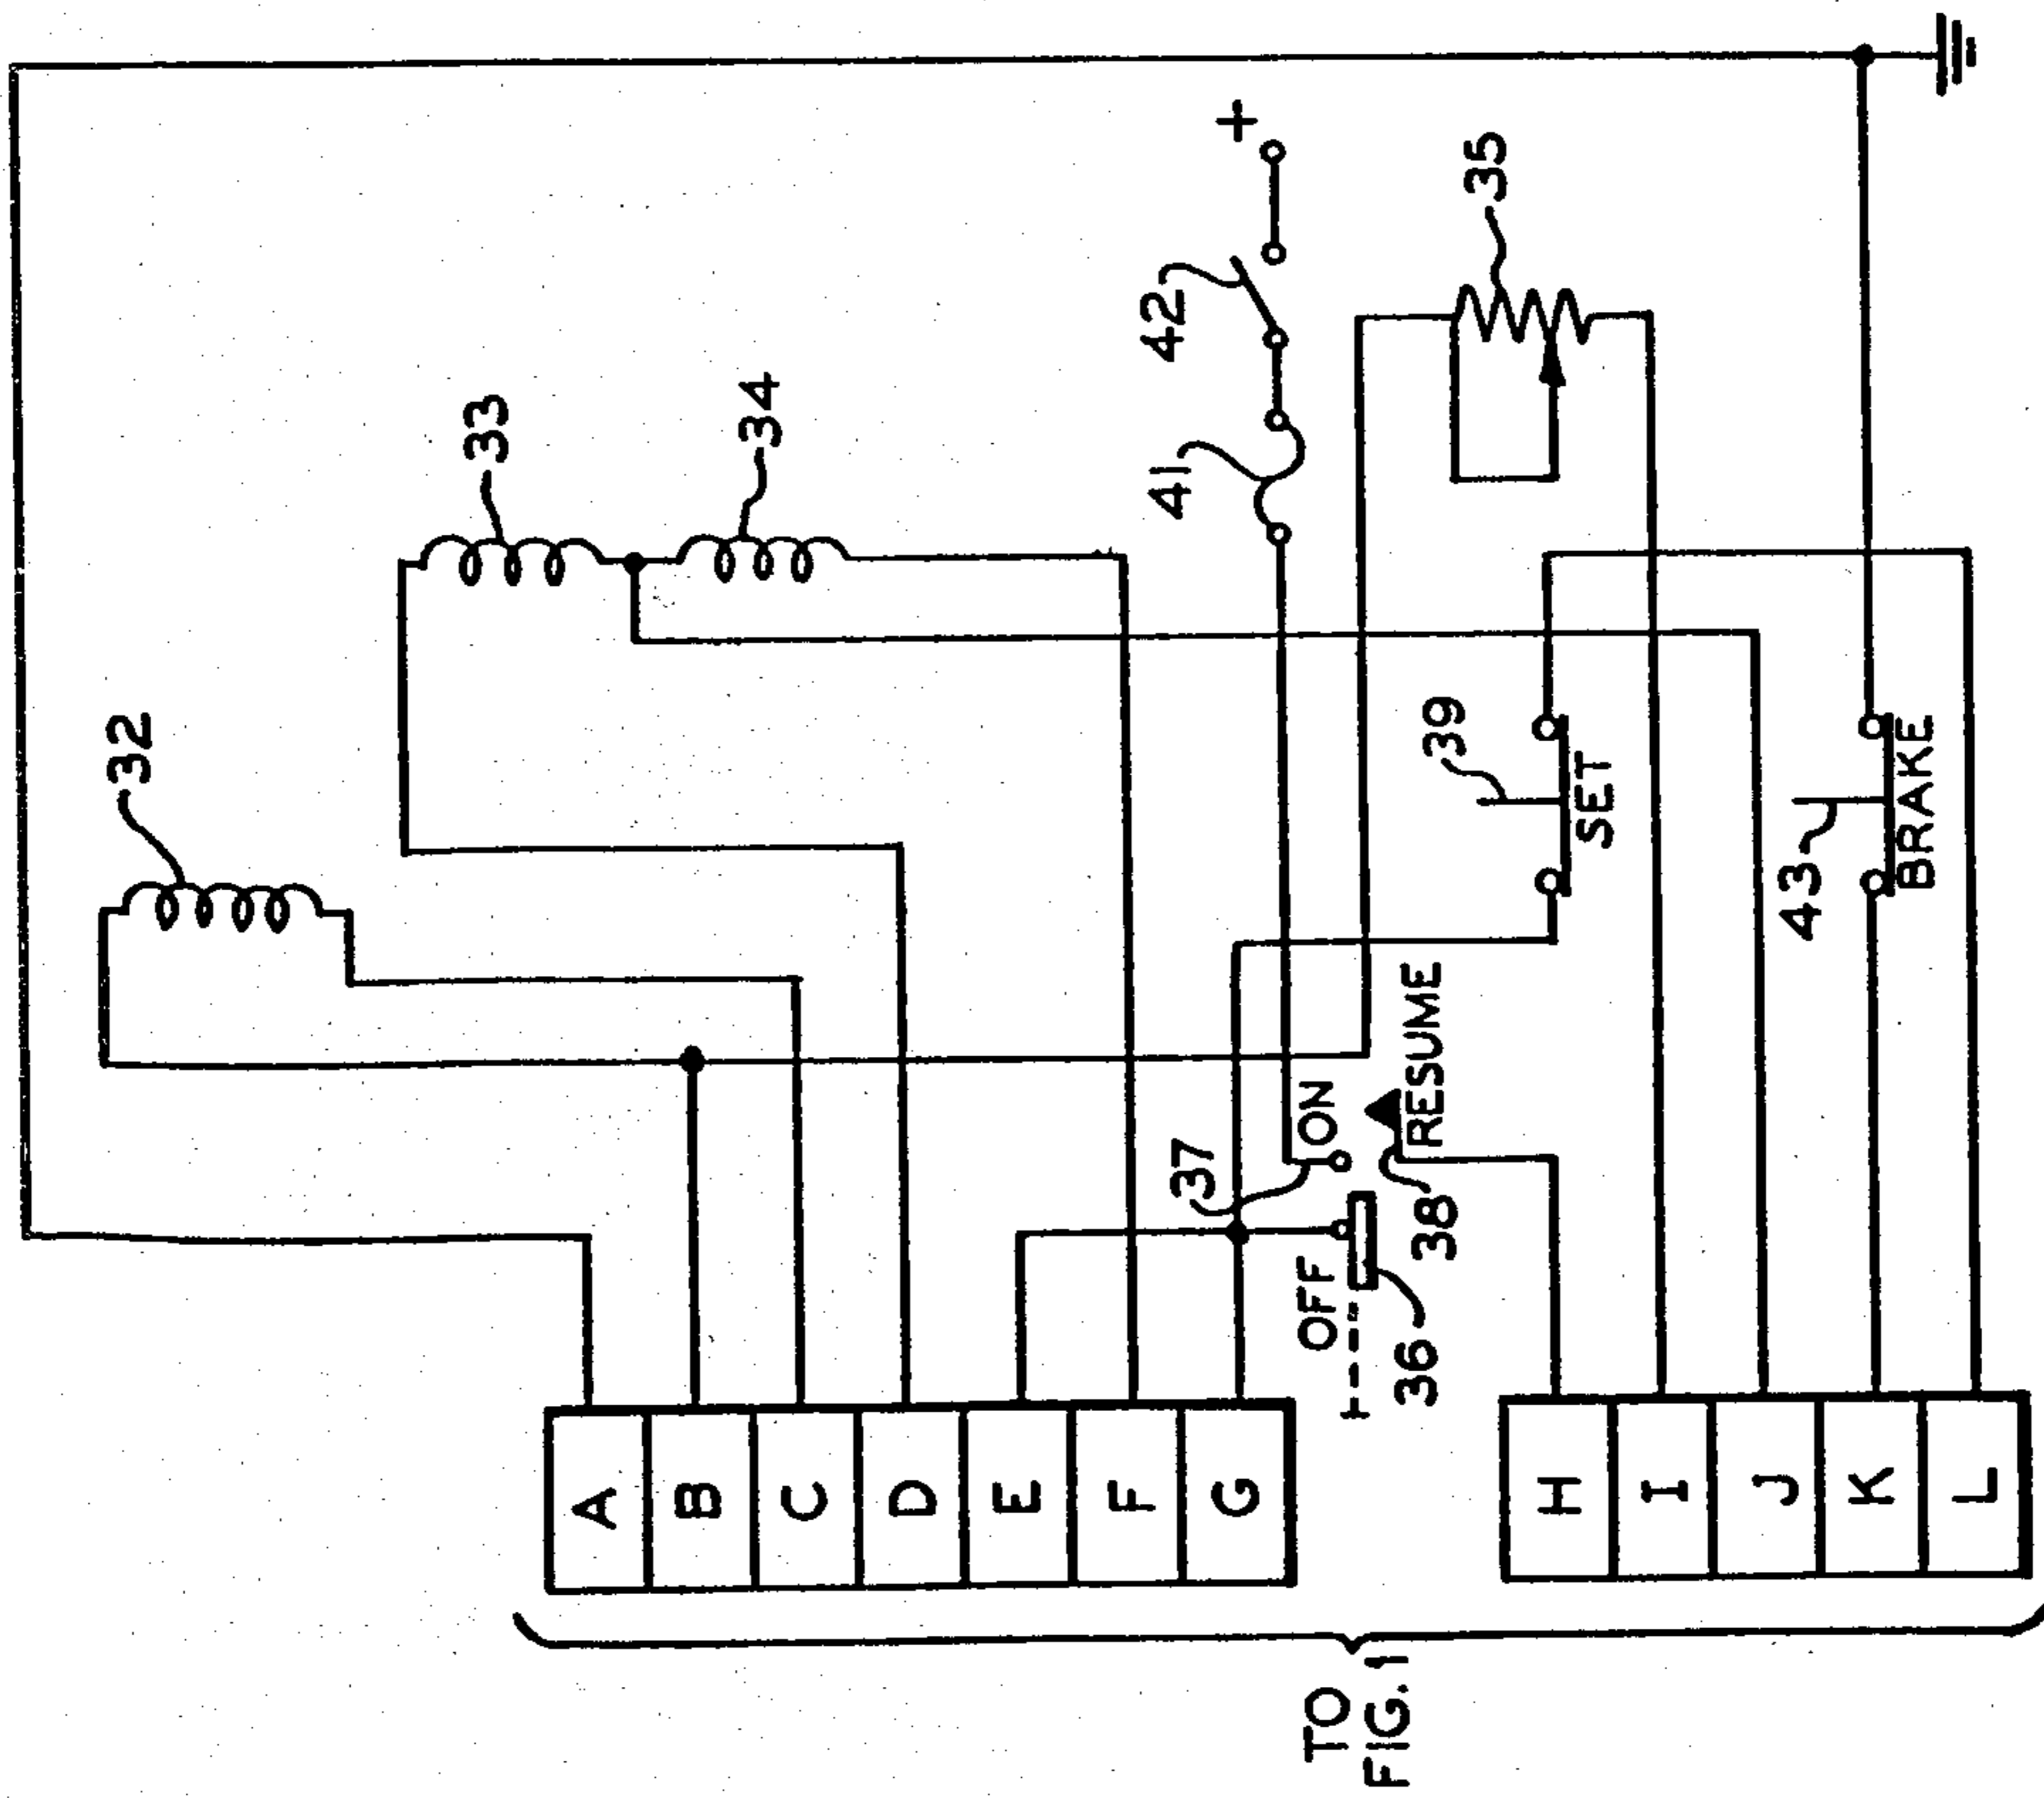 32
33
34
41
42
+
35
39
SET
43
BRAKE
37
ON
RESUME
38
OFF
36
A
B
C
D
E
F
G
H
I
J
K
L
TO
FIG. 1